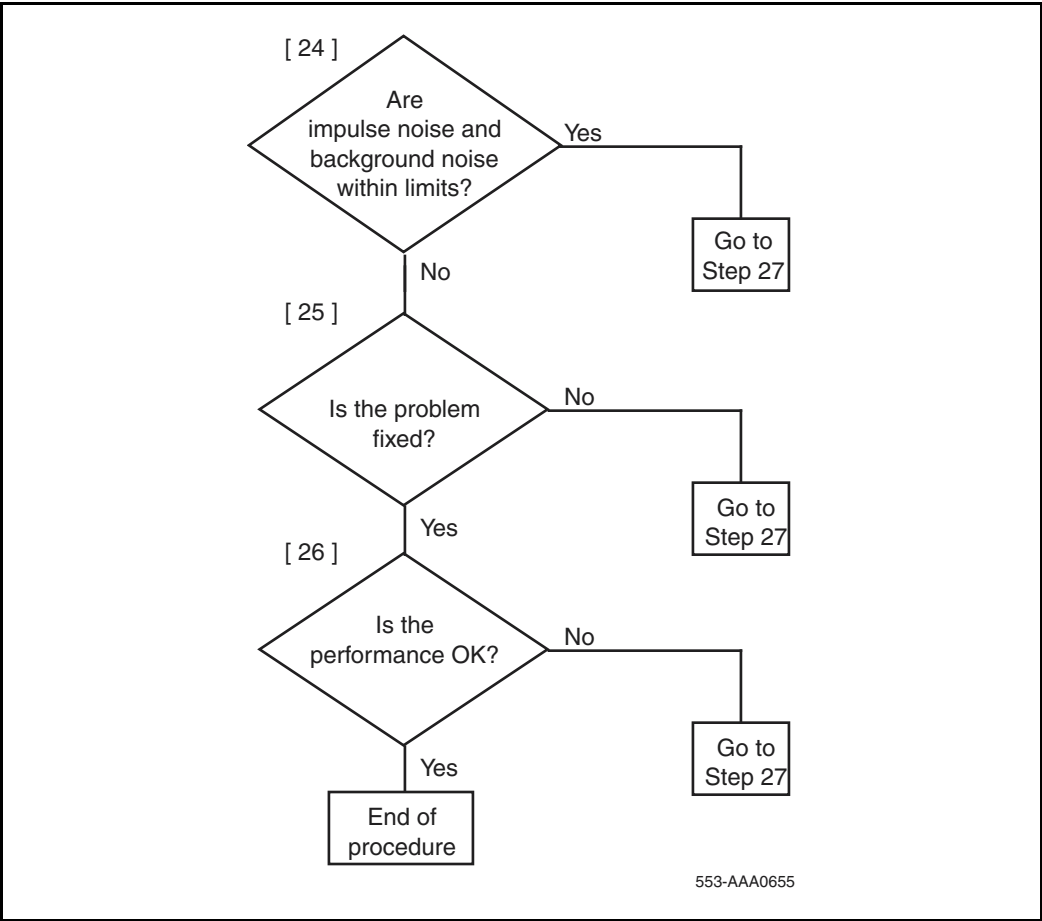 [ 24 ]
Are
impulse noise and
background noise
within limits?
Yes
Go to
Step 27
No
[ 25 ]
Is the problem
fixed?
No
Go to
Step 27
Yes
[ 26 ]
Is the
performance OK?
No
Go to
Step 27
Yes
End of
procedure
553-AAA0655